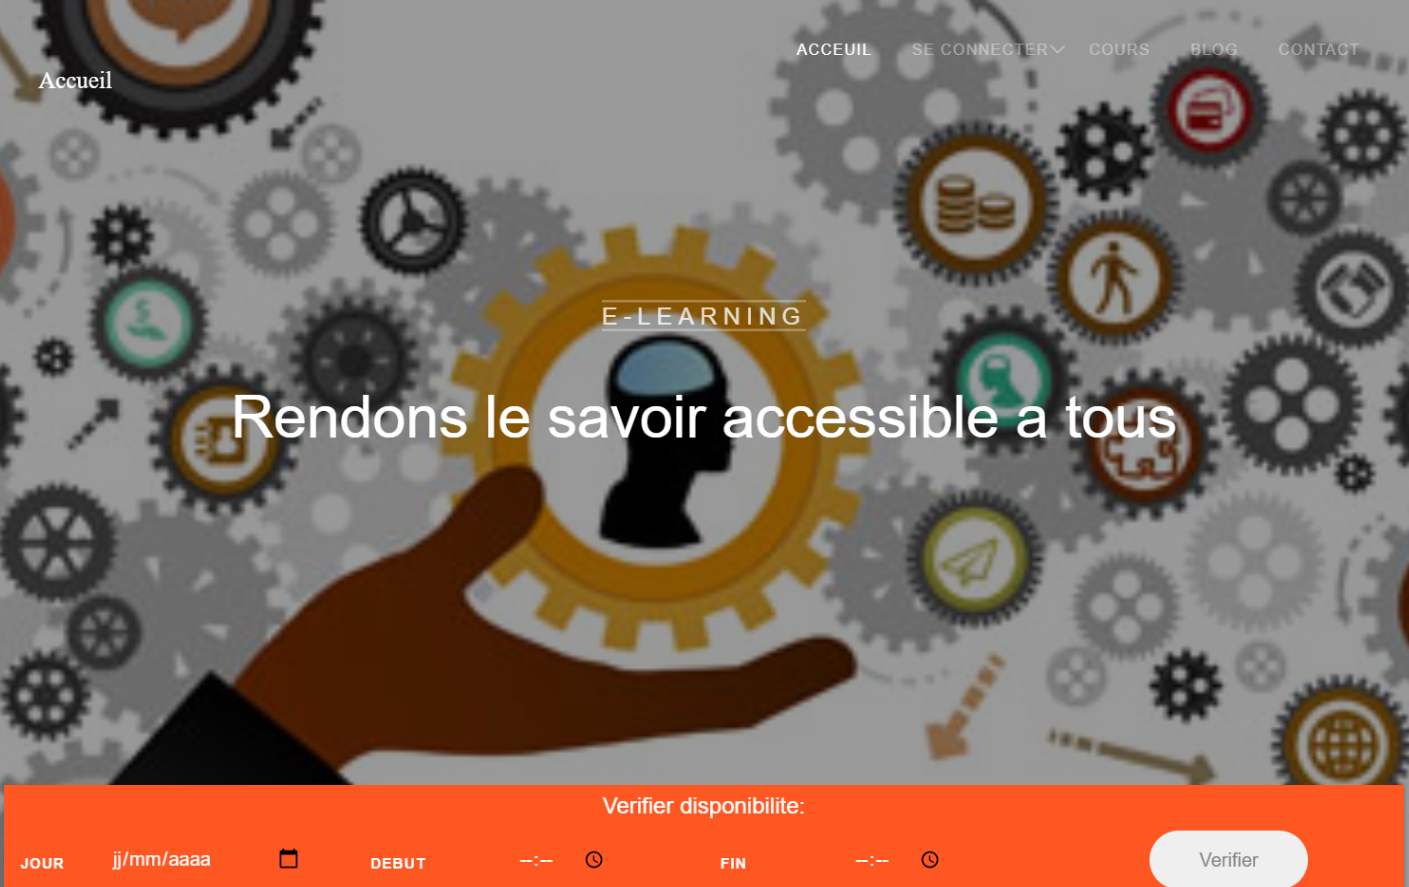 ACCEUIL SE CONNECTER COURS BLOG CONTACT
Accueil
E-LEARNING
Rendons le savoir accessible a tous
Verifier disponibilite:
JOUR jj/mm/aaaa DEBUT --:-- FIN --:-- Verifier